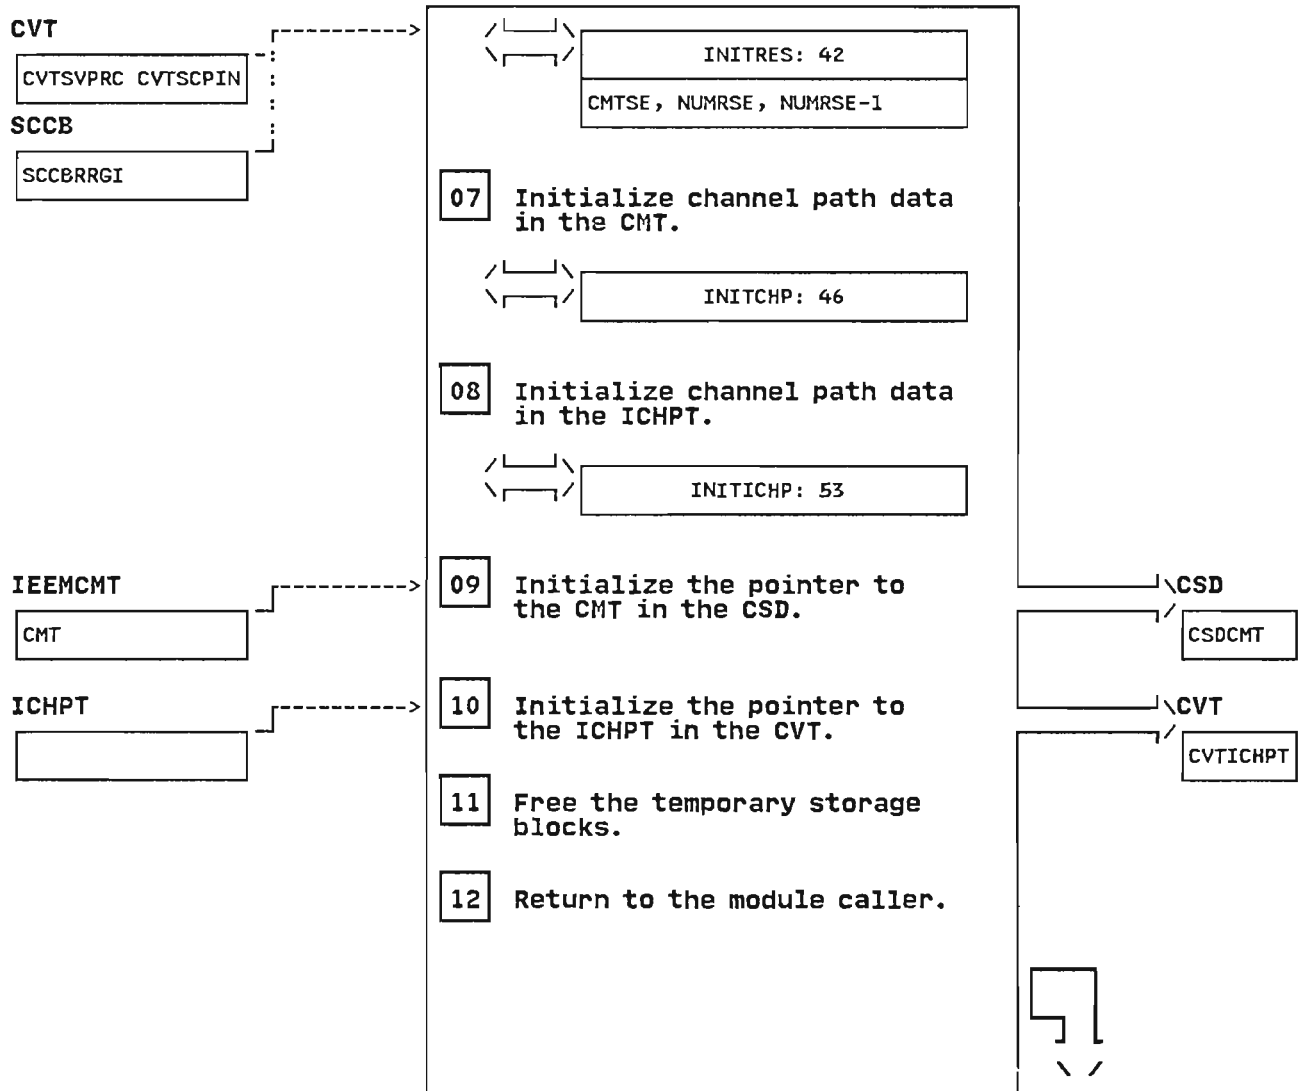 CVT
CVTSVPRC CVTSCPIN
SCCB
SCCBRRGI
INITRES: 42
CMTSE, NUMRSE, NUMRSE-1
07 Initialize channel path data
in the CMT.
INITCHP: 46
08 Initialize channel path data
in the ICHPT.
INITICHP: 53
IEEMCMT
CMT
09 Initialize the pointer to
the CMT in the CSD.
CSD
CSDCMT
ICHPT
10 Initialize the pointer to
the ICHPT in the CVT.
CVT
CVTICHPT
11 Free the temporary storage
blocks.
12 Return to the module caller.